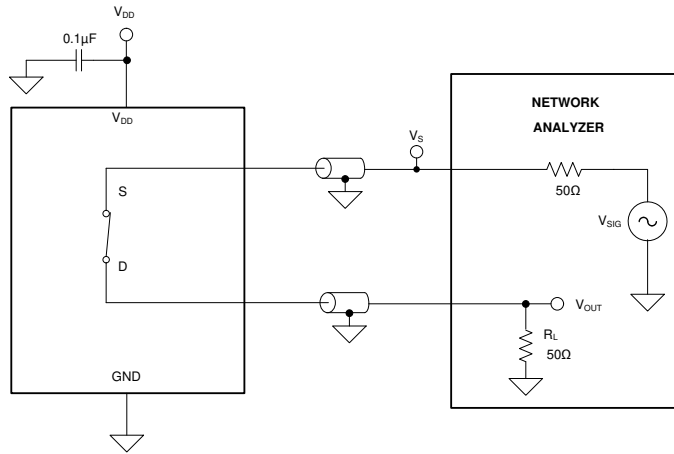 VDD
0.1µF
VDD
NETWORK
ANALYZER
VS
S
50Ω
VSIG
D
VOUT
RL
50Ω
GND